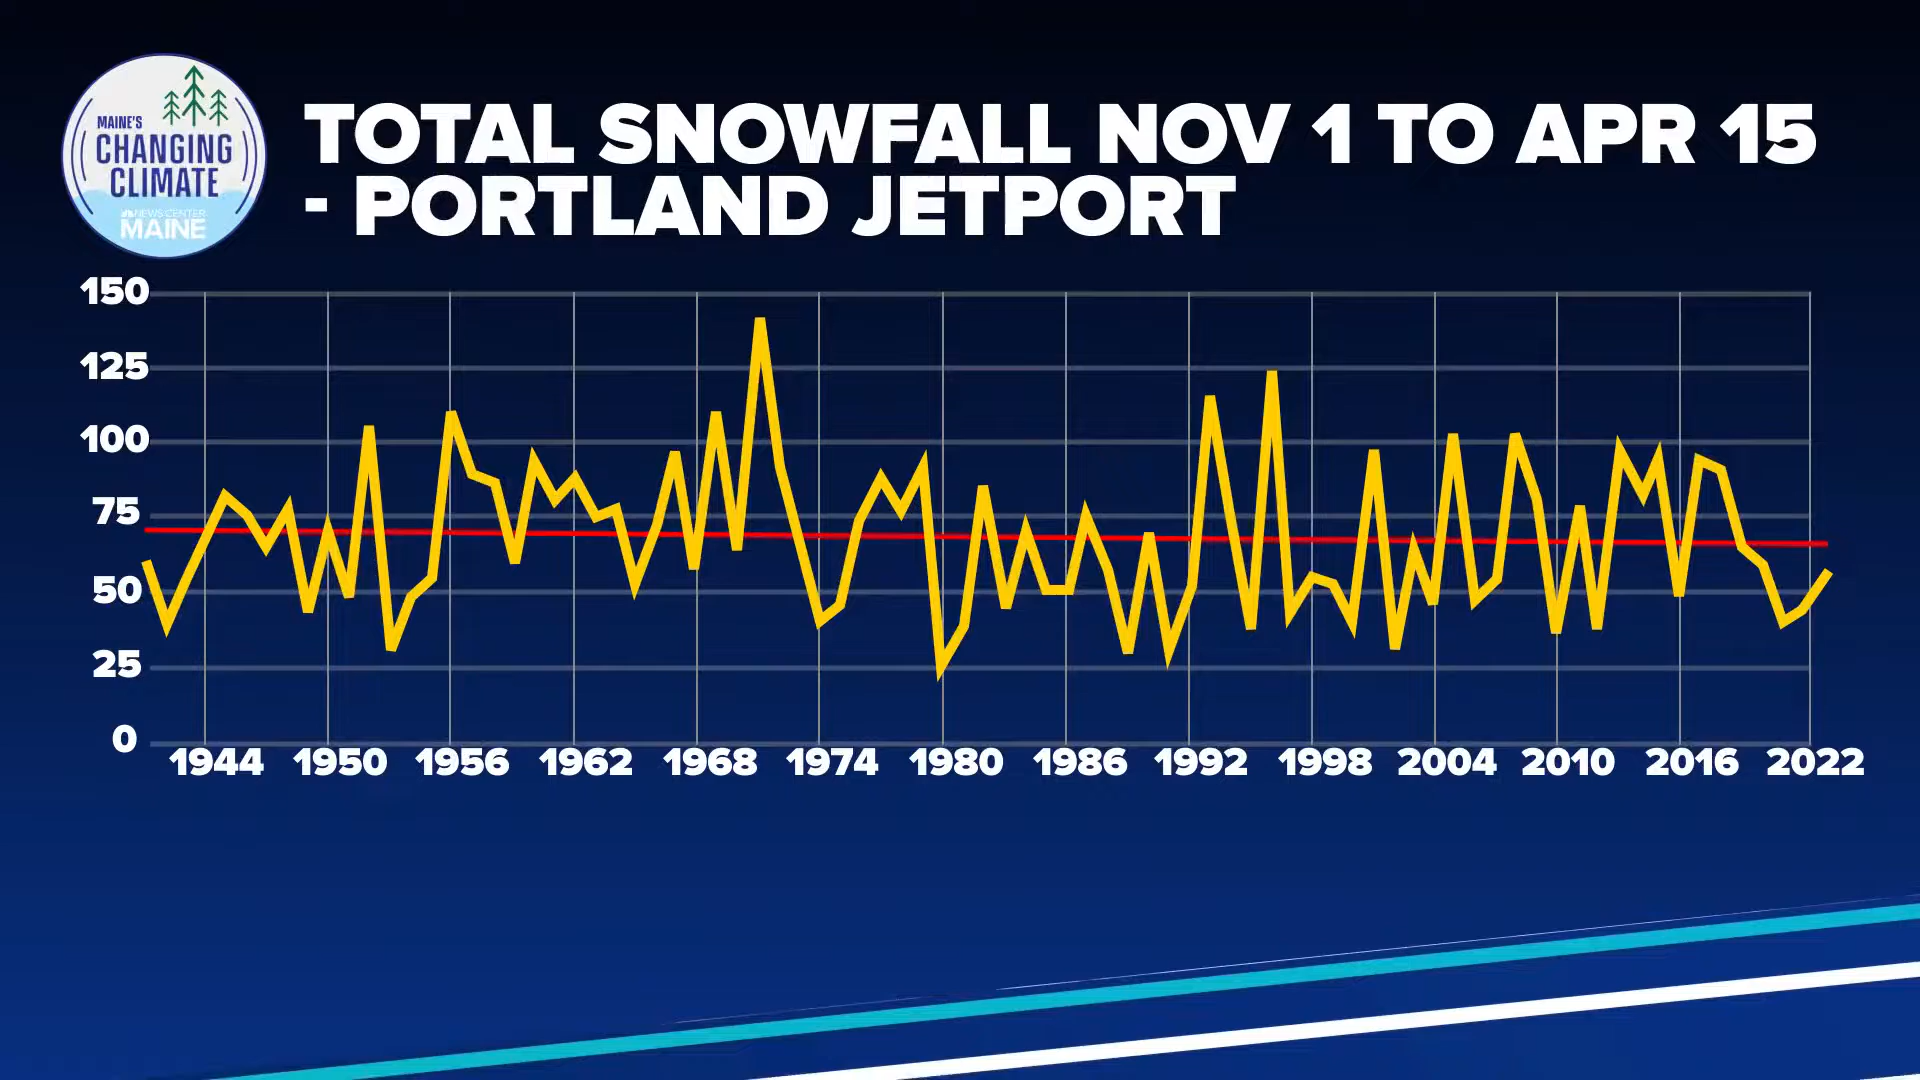 MAINE'S
CHANGING
CLIMATE
NEWS CENTER
MAINE
TOTAL SNOWFALL NOV 1 TO APR 15
- PORTLAND JETPORT
150
125
100
75
50
25
0
1944 1950 1956 1962 1968 1974 1980 1986 1992 1998 2004 2010 2016 2022